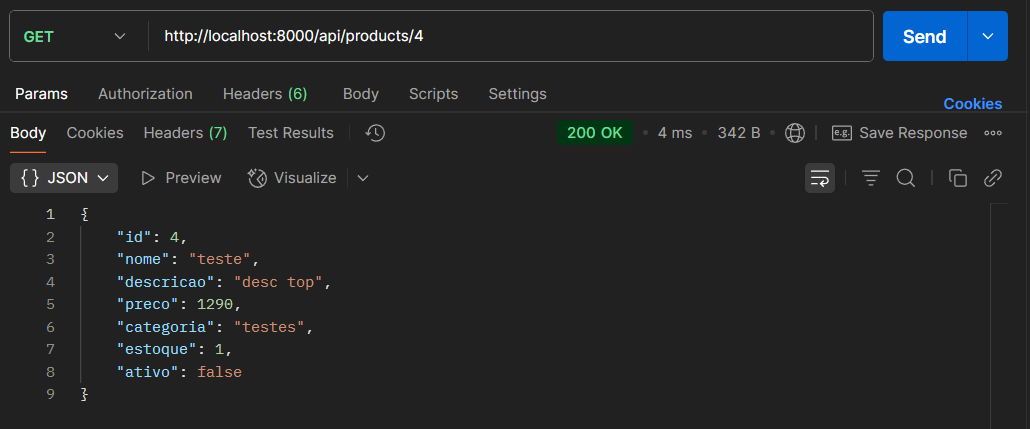 GET http://localhost:8000/api/products/4 Send
Params Authorization Headers (6) Body Scripts Settings
Cookies
Body Cookies Headers (7) Test Results 200 OK • 4 ms • 342 B • e.g. Save Response
{} JSON Preview Visualize
1 {
2 "id": 4,
3 "nome": "teste",
4 "descricao": "desc top",
5 "preco": 1290,
6 "categoria": "testes",
7 "estoque": 1,
8 "ativo": false
9 }